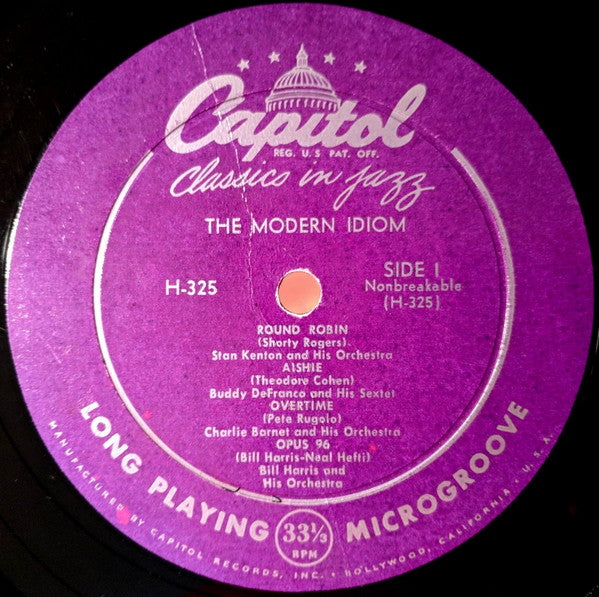 Capitol
REG. U.S. PAT. OFF.
Classics in jazz
THE MODERN IDIOM
H-325
SIDE 1
Nonbreakable
(H-325)
ROUND ROBIN
(Shorty Rogers)
Stan Kenton and His Orchestra
AISHIE
(Theodore Cohen)
Buddy DeFranco and His Sextet
OVERTIME
(Pete Rugolo)
Charlie Barnet and His Orchestra
OPUS 96
(Bill Harris-Neal Hefti)
Bill Harris and
His Orchestra
LONG PLAYING 33⅓ RPM MICROGROOVE
MANUFACTURED BY CAPITOL RECORDS, INC. • HOLLYWOOD, CALIFORNIA • U.S.A.